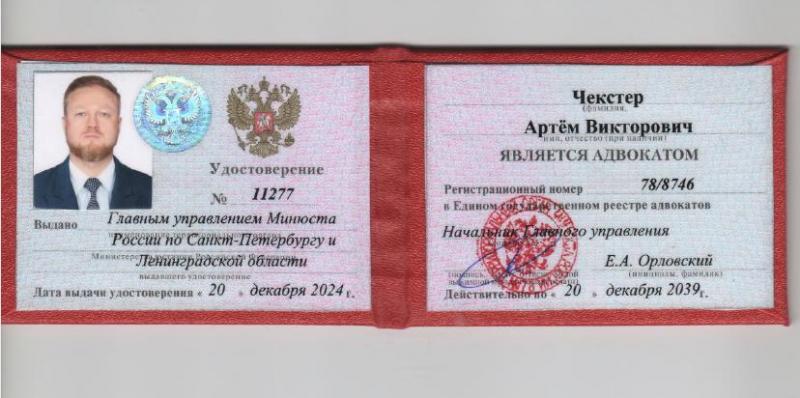 Удостоверение
№ 11277
Выдано Главным управлением Минюста
России по Санкт-Петербургу и
Ленинградской области
выдавшего удостоверение
Дата выдачи удостоверения « 20 » декабря 2024 г.
Чекстер
(фамилия,
Артём Викторович
имя, отчество (при наличии)
ЯВЛЯЕТСЯ АДВОКАТОМ
Регистрационный номер 78/8746
в Едином государственном реестре адвокатов
Начальник Главного управления
Е.А. Орловский
(инициалы, фамилия)
Действительно по « 20 » декабря 2039г.